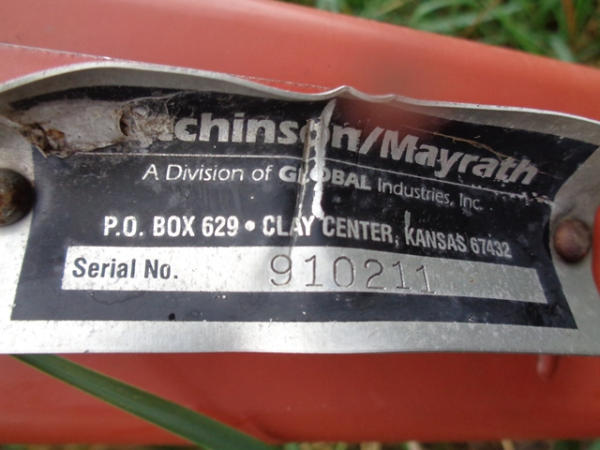 chinson/Mayrath
A Division of GLOBAL Industries, Inc.
P.O. BOX 629 • CLAY CENTER, KANSAS 67432
Serial No. 910211